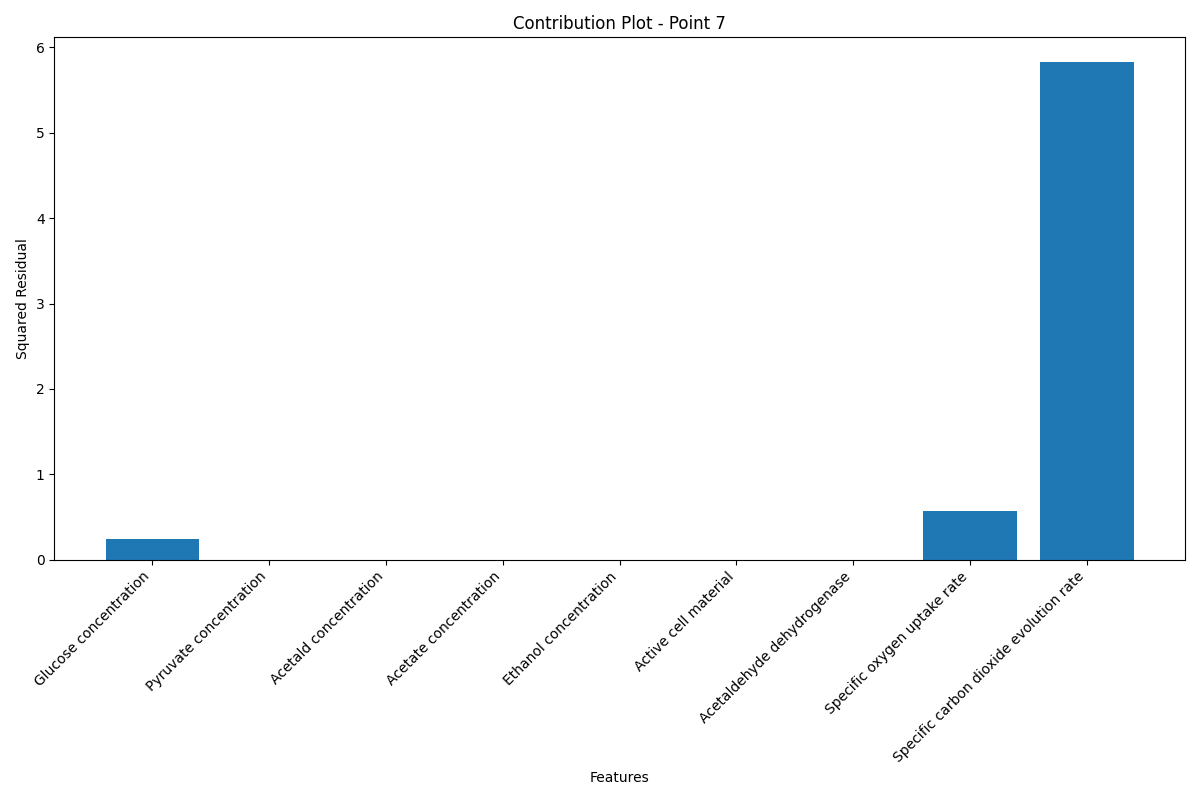 Contribution Plot - Point 7
Squared Residual
6
5
4
3
2
1
0
Glucose concentration
Pyruvate concentration
Acetald concentration
Acetate concentration
Ethanol concentration
Active cell material
Acetaldehyde dehydrogenase
Specific oxygen uptake rate
Specific carbon dioxide evolution rate
Features